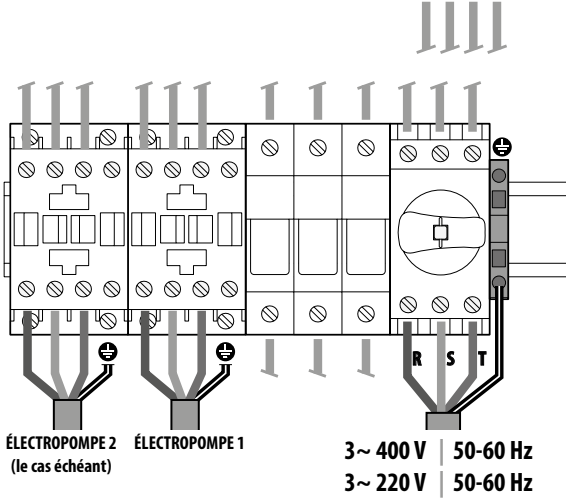 R S T
ÉLECTROPOMPE 2
(le cas échéant)
ÉLECTROPOMPE 1
3~ 400 V | 50-60 Hz
3~ 220 V | 50-60 Hz